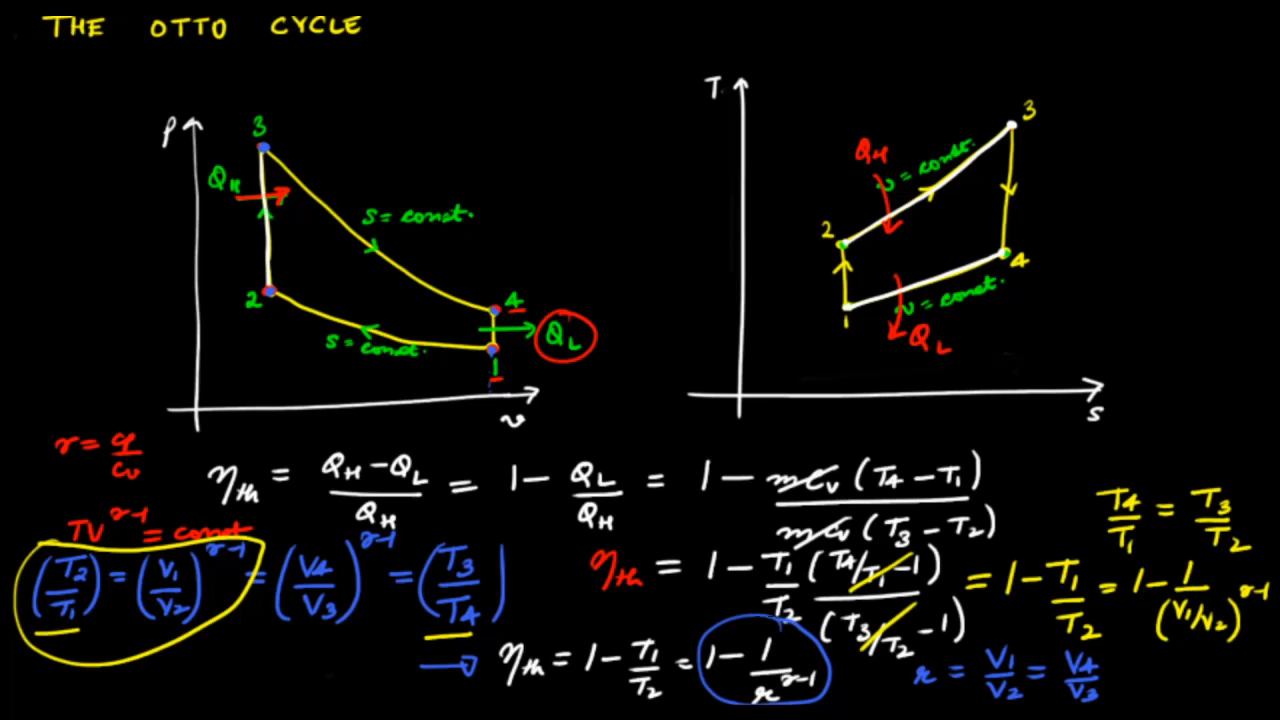 THE OTTO CYCLE
P
3
QH
S = const.
2
S = const.
4
QL
1
v
T
3
QH
v = const.
2
4
v = const.
1
QL
s
γ = cp/cv
ηth = (QH − QL)/QH = 1 − QL/QH = 1 − mCv (T4 − T1)/mCv (T3 − T2)
T4/T1 = T3/T2
TV^γ-1 = const
(T2/T1) = (V1/V2)^γ-1 = (V4/V3)^γ-1 = (T3/T4)
ηth = 1 − T1/T2 (T4/T1 − 1)/(T3/T2 − 1) = 1 − T1/T2 = 1 − 1/(V1/V2)^γ-1
ηth = 1 − T1/T2 = 1 − 1/r^γ-1
r = V1/V2 = V4/V3